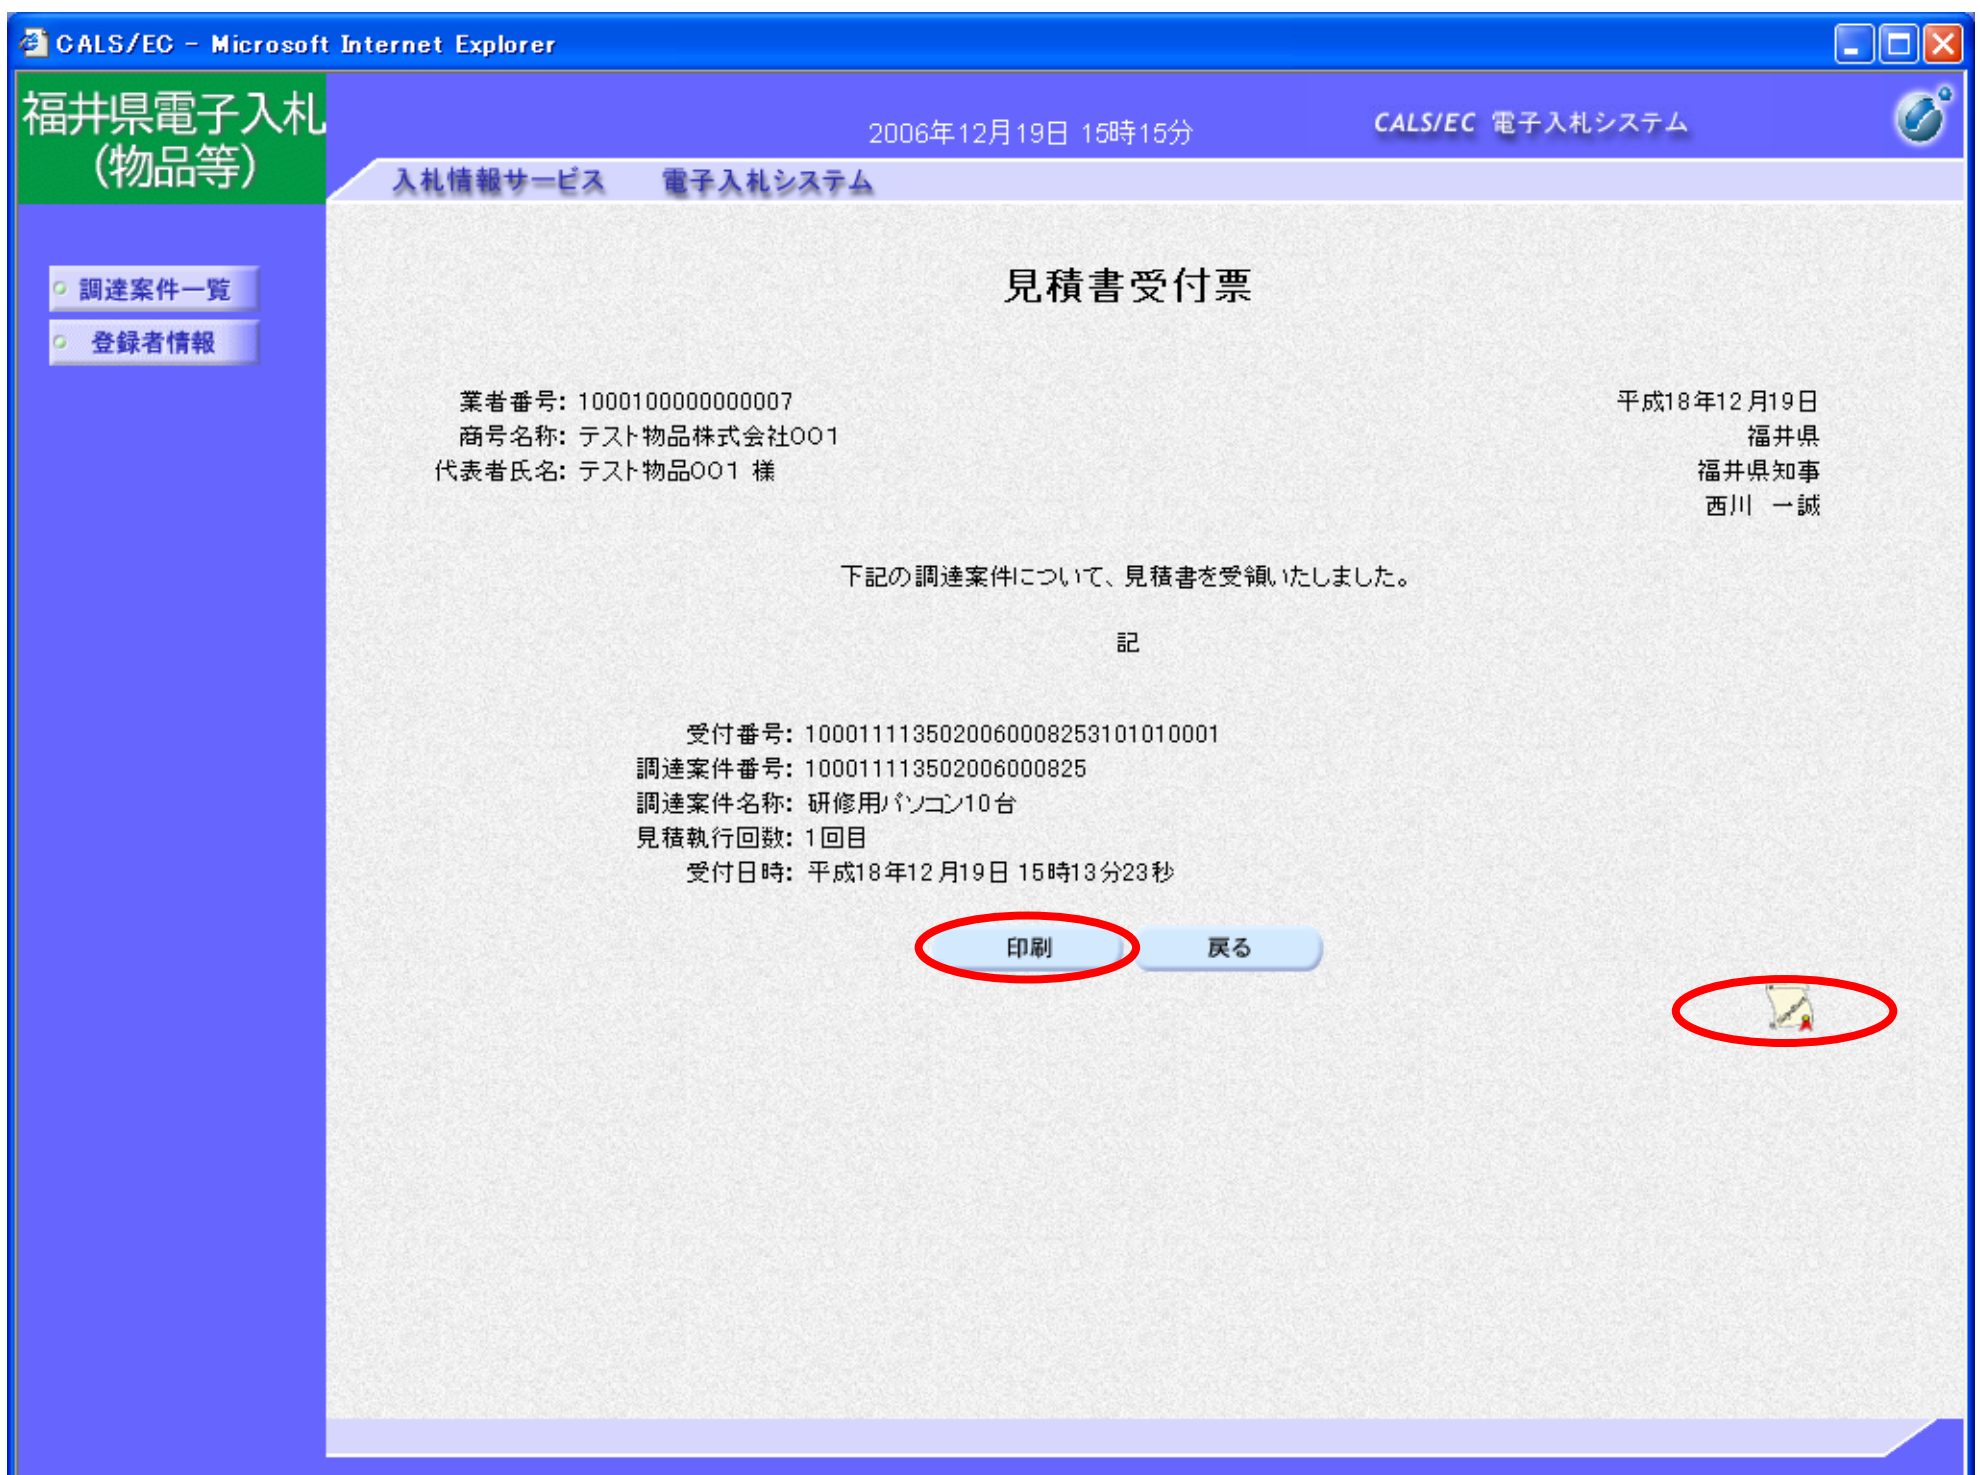 CALS/EC - Microsoft Internet Explorer
福井県電子入札
(物品等)
2006年12月19日 15時15分
CALS/EC 電子入札システム
入札情報サービス 電子入札システム
調達案件一覧
登録者情報
見積書受付票
業者番号: 1000100000000007
商号名称: テスト物品株式会社001
代表者氏名: テスト物品001 様
平成18年12月19日
福井県
福井県知事
西川 一誠
下記の調達案件について、見積書を受領いたしました。
記
受付番号: 1000111135020060008253101010001
調達案件番号: 100011113502006000825
調達案件名称: 研修用パソコン10台
見積執行回数: 1回目
受付日時: 平成18年12月19日 15時13分23秒
印刷
戻る